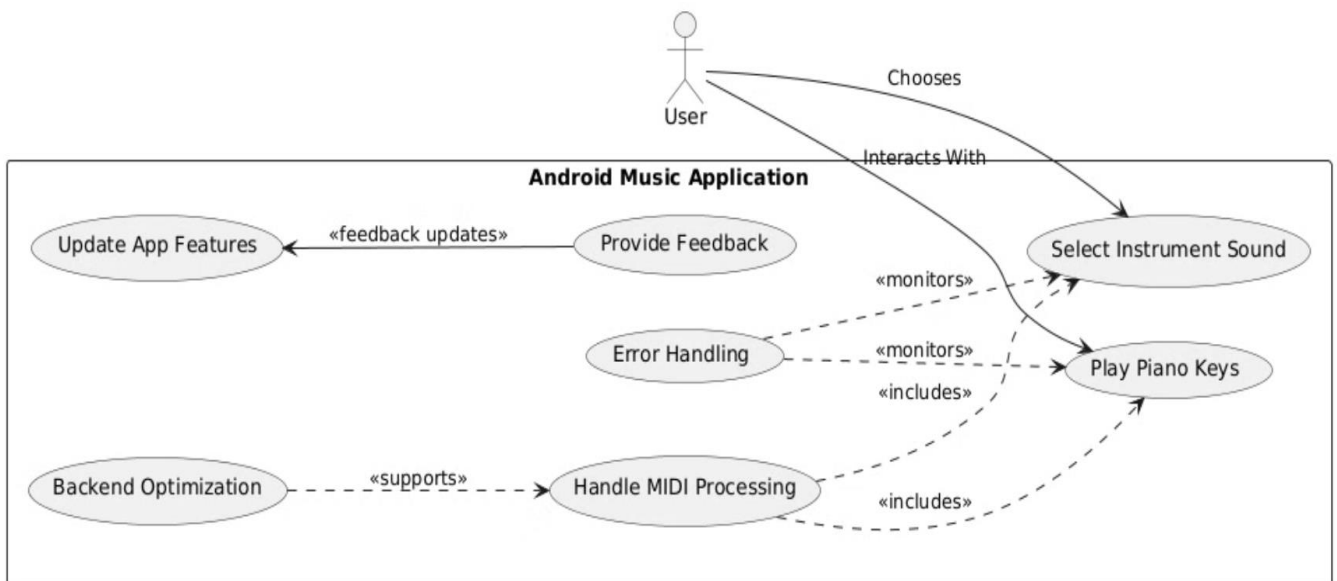 Chooses
User
Interacts With
Android Music Application
Update App Features
«feedback updates»
Provide Feedback
Select Instrument Sound
«monitors»
Error Handling
«monitors»
Play Piano Keys
«includes»
Backend Optimization
«supports»
Handle MIDI Processing
«includes»